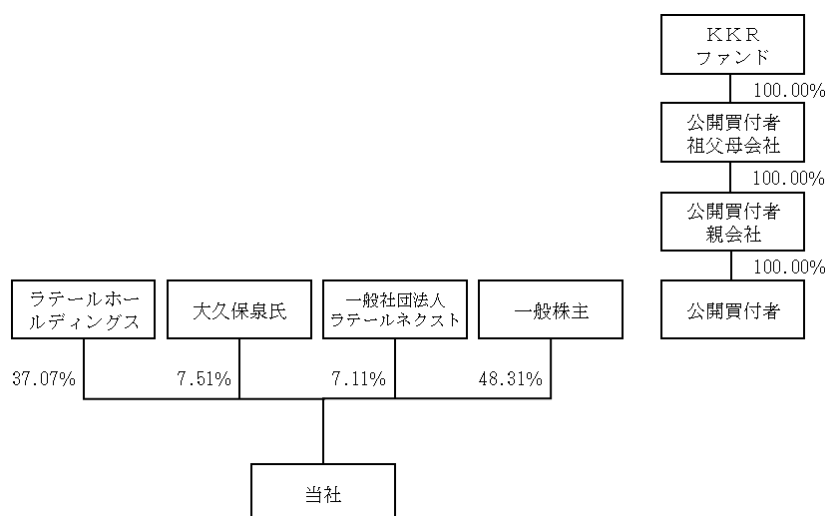 ＫＫＲ
ファンド
100.00%
公開買付者
祖父母会社
100.00%
公開買付者
親会社
100.00%
公開買付者
ラテールホー
ルディングス
大久保泉氏
一般社団法人
ラテールネクスト
一般株主
37.07%
7.51%
7.11%
48.31%
当社